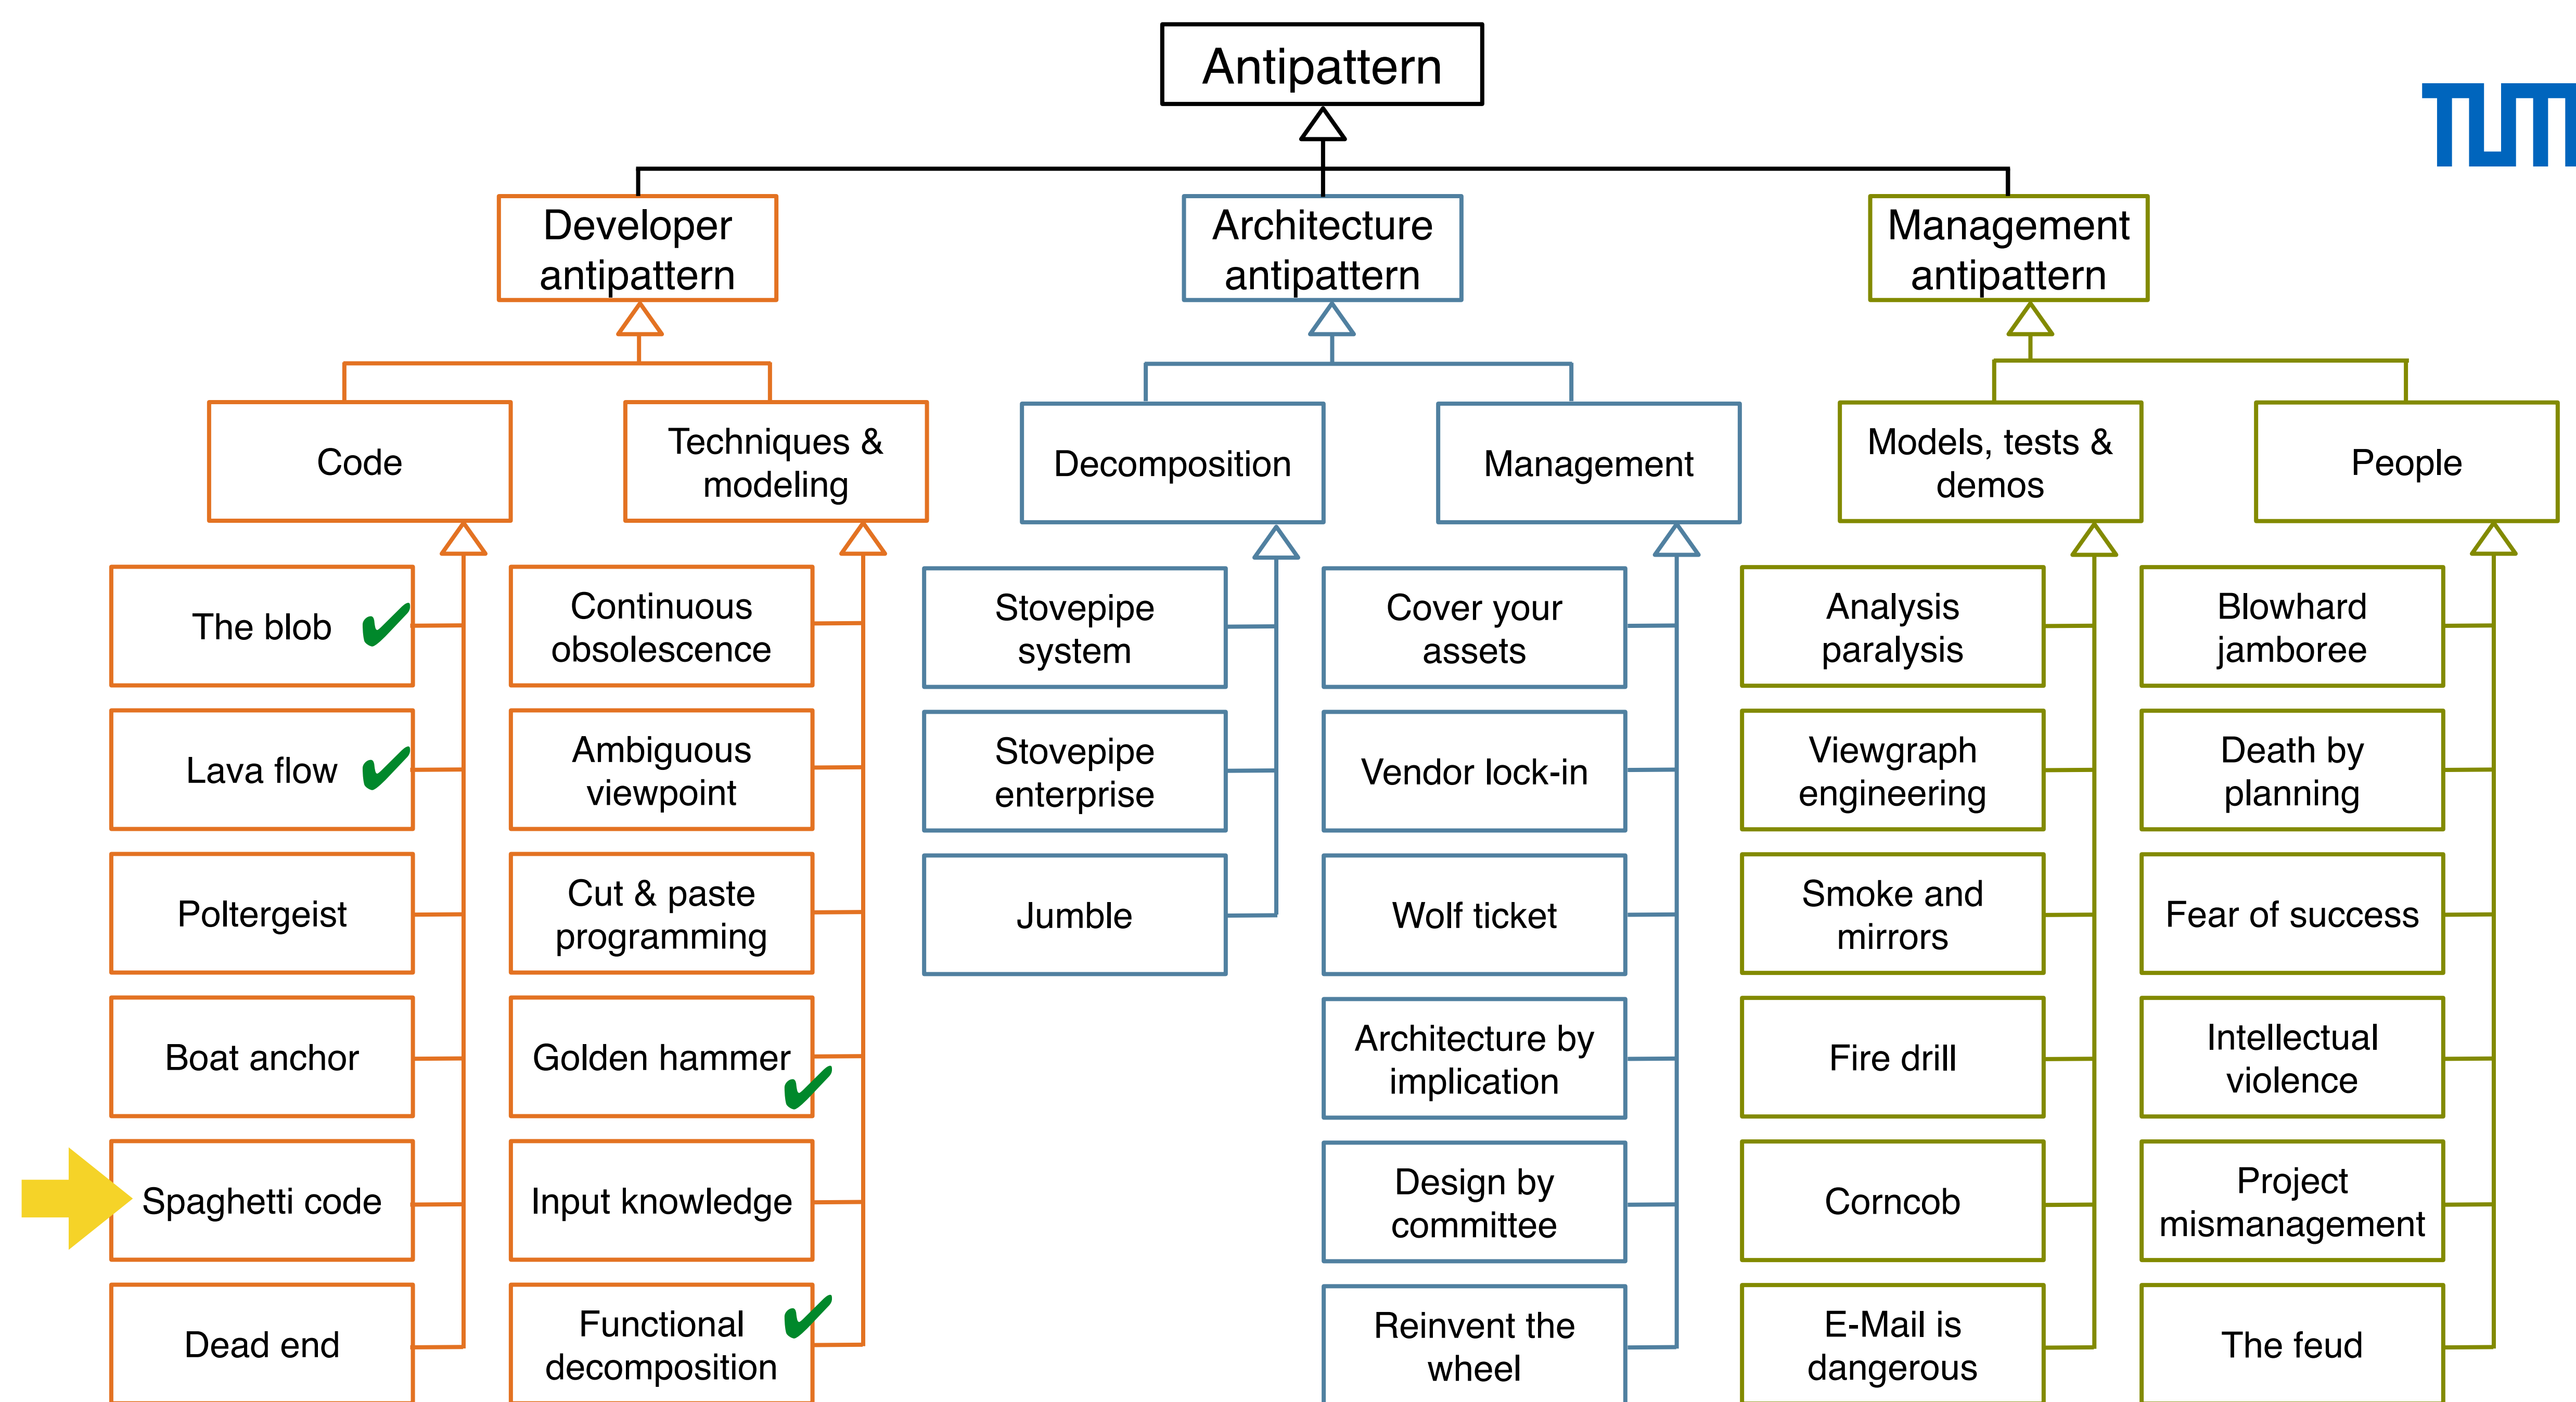 Antipattern
TUM
Developer
antipattern
Architecture
antipattern
Management
antipattern
Code
Techniques &
modeling
Decomposition
Management
Models, tests &
demos
People
The blob
Lava flow
Poltergeist
Boat anchor
Spaghetti code
Dead end
Continuous
obsolescence
Ambiguous
viewpoint
Cut & paste
programming
Golden hammer
Input knowledge
Functional
decomposition
Stovepipe
system
Stovepipe
enterprise
Jumble
Cover your
assets
Vendor lock-in
Wolf ticket
Architecture by
implication
Design by
committee
Reinvent the
wheel
Analysis
paralysis
Viewgraph
engineering
Smoke and
mirrors
Fire drill
Corncob
E-Mail is
dangerous
Blowhard
jamboree
Death by
planning
Fear of success
Intellectual
violence
Project
mismanagement
The feud